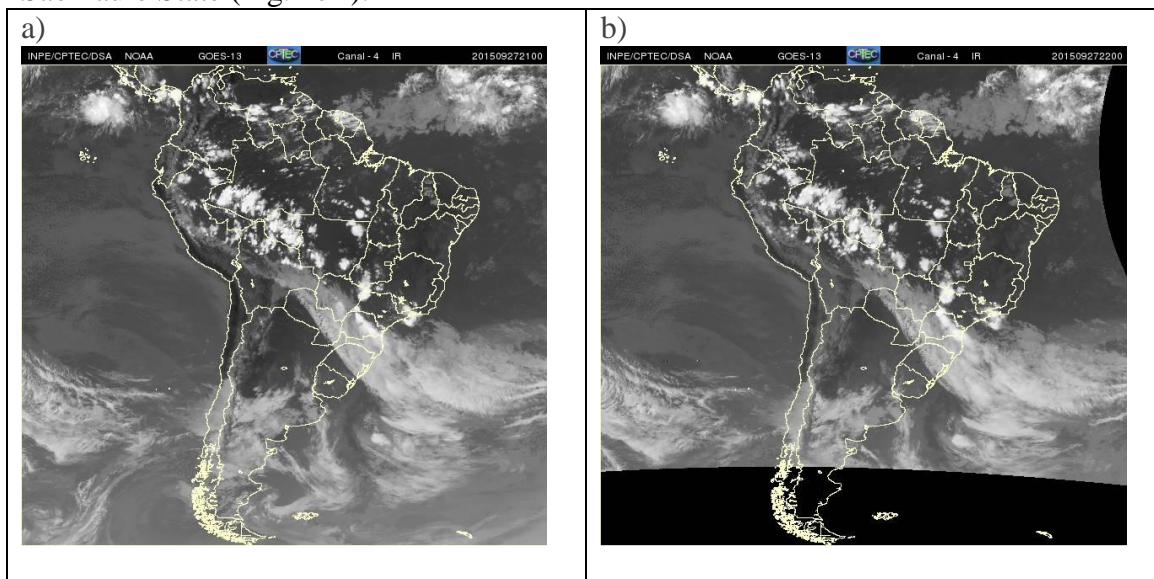 a)
b)
INPE/CPTEC/DSA NOAA GOES-13 CPTEC Canal - 4 IR 201509272100
INPE/CPTEC/DSA NOAA GOES-13 CPTEC Canal - 4 IR 201509272200